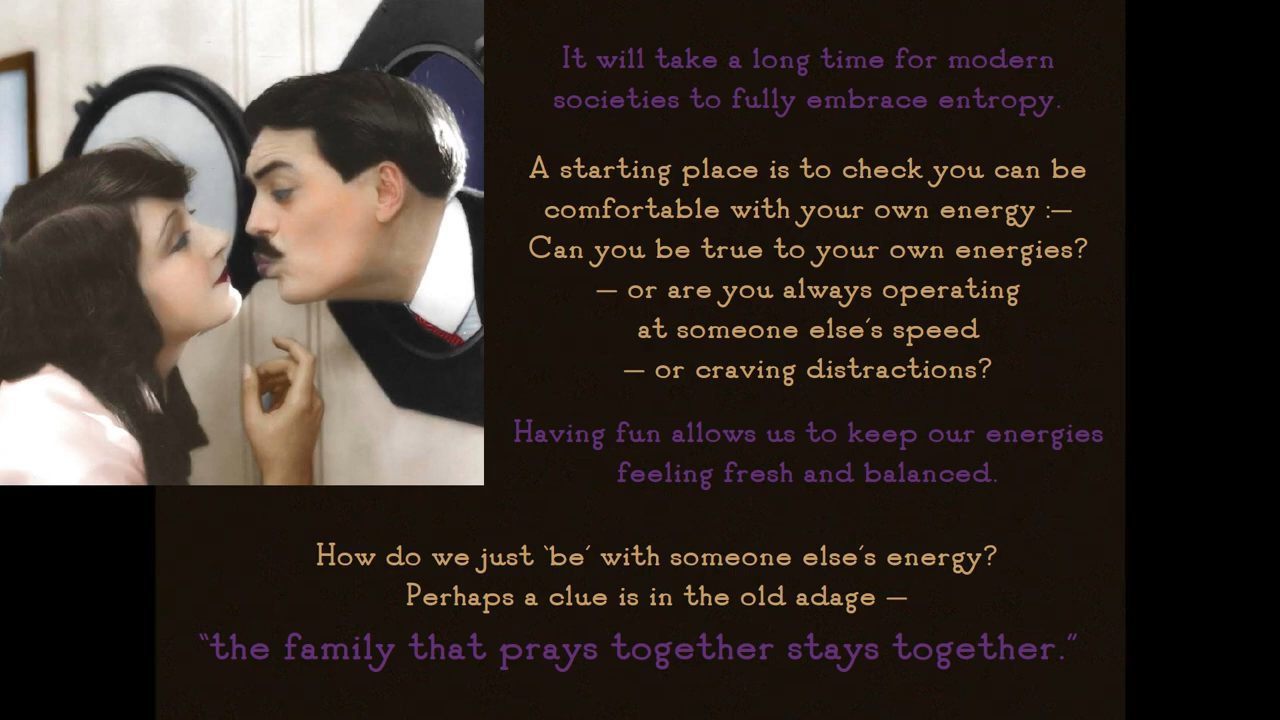 It will take a long time for modern
societies to fully embrace entropy.
A starting place is to check you can be
comfortable with your own energy :—
Can you be true to your own energies?
— or are you always operating
at someone else's speed
— or craving distractions?
Having fun allows us to keep our energies
feeling fresh and balanced.
How do we just `be´ with someone else's energy?
Perhaps a clue is in the old adage —
“the family that prays together stays together.”